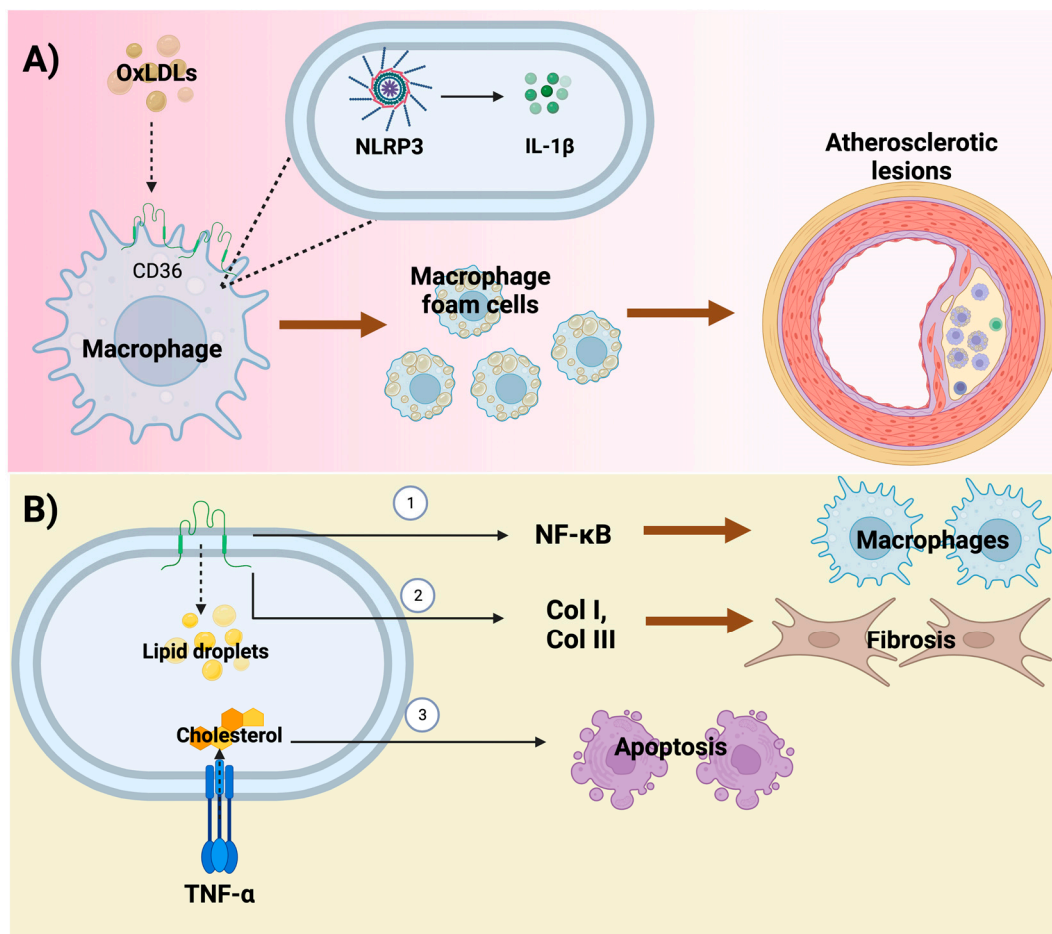 A)
OxLDLs
NLRP3
IL-1β
CD36
Macrophage
Macrophage
foam cells
Atherosclerotic
lesions
B)
1
NF-κB
Macrophages
2
Col I,
Col III
Fibrosis
Lipid droplets
3
Cholesterol
Apoptosis
TNF-α